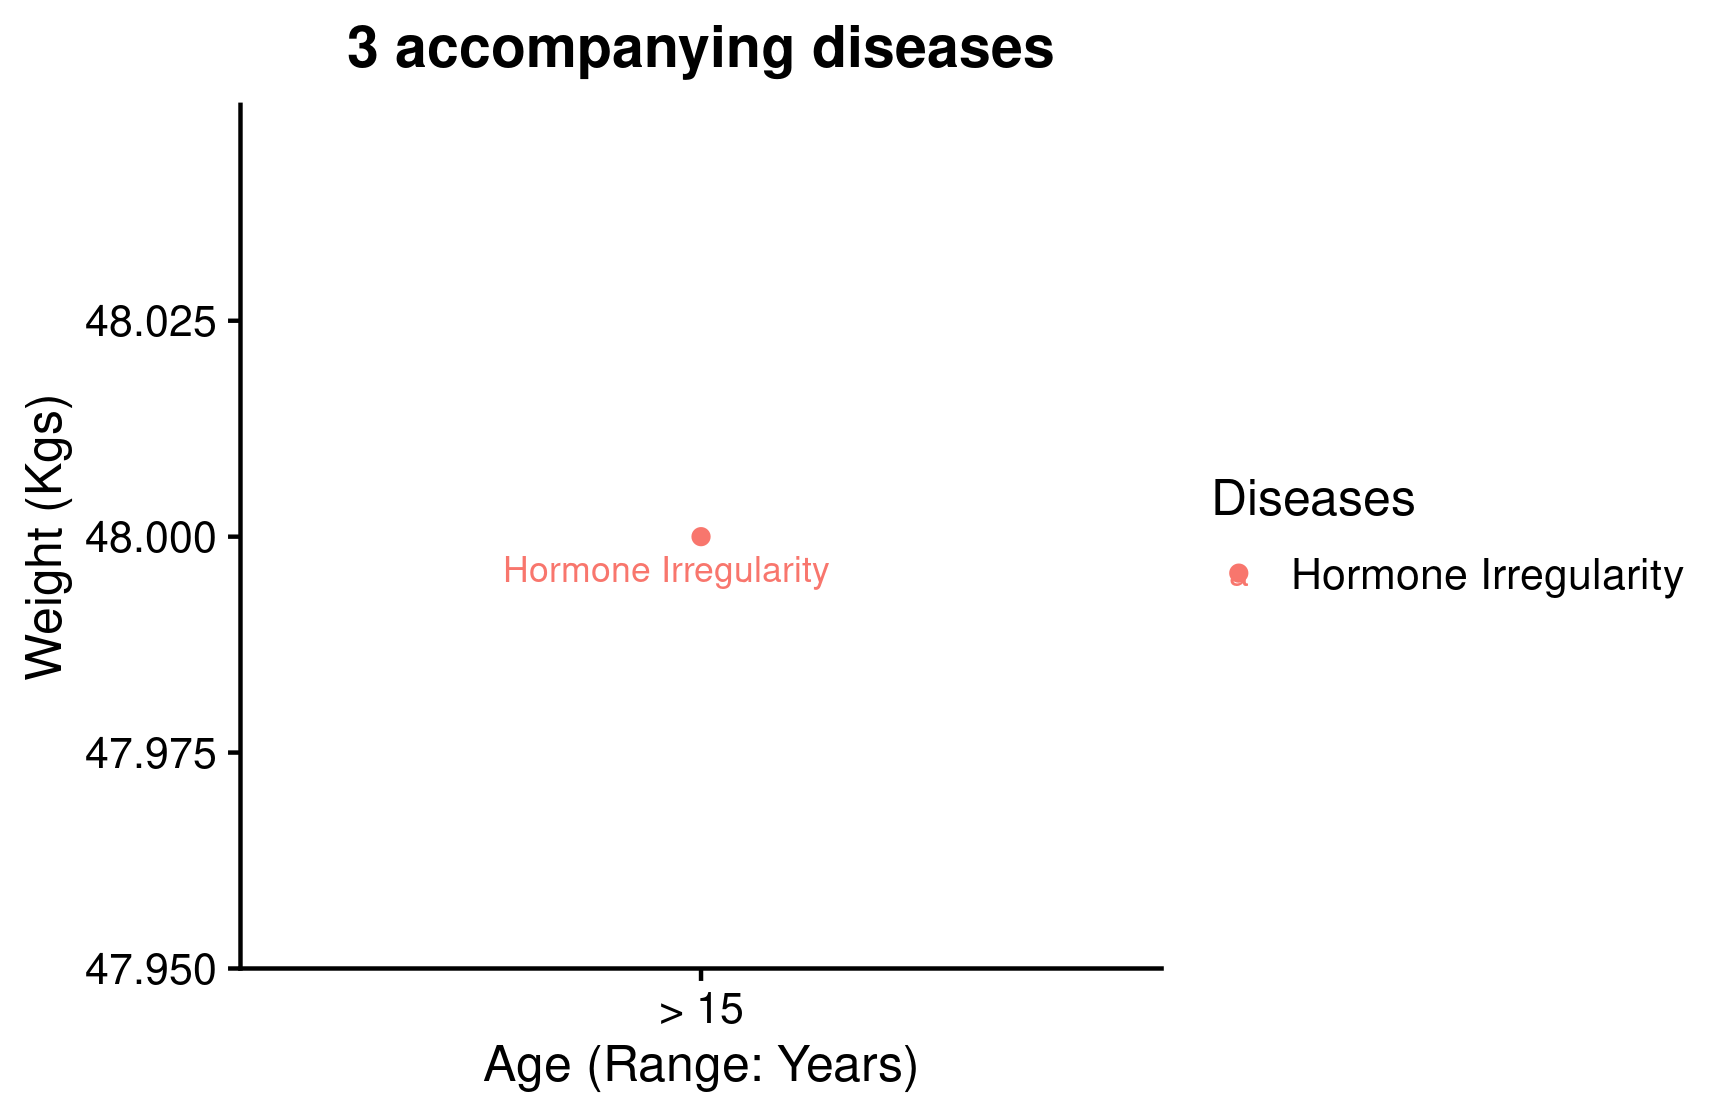 3 accompanying diseases
Weight (Kgs)
48.025
48.000
47.975
47.950
Hormone Irregularity
> 15
Age (Range: Years)
Diseases
a Hormone Irregularity